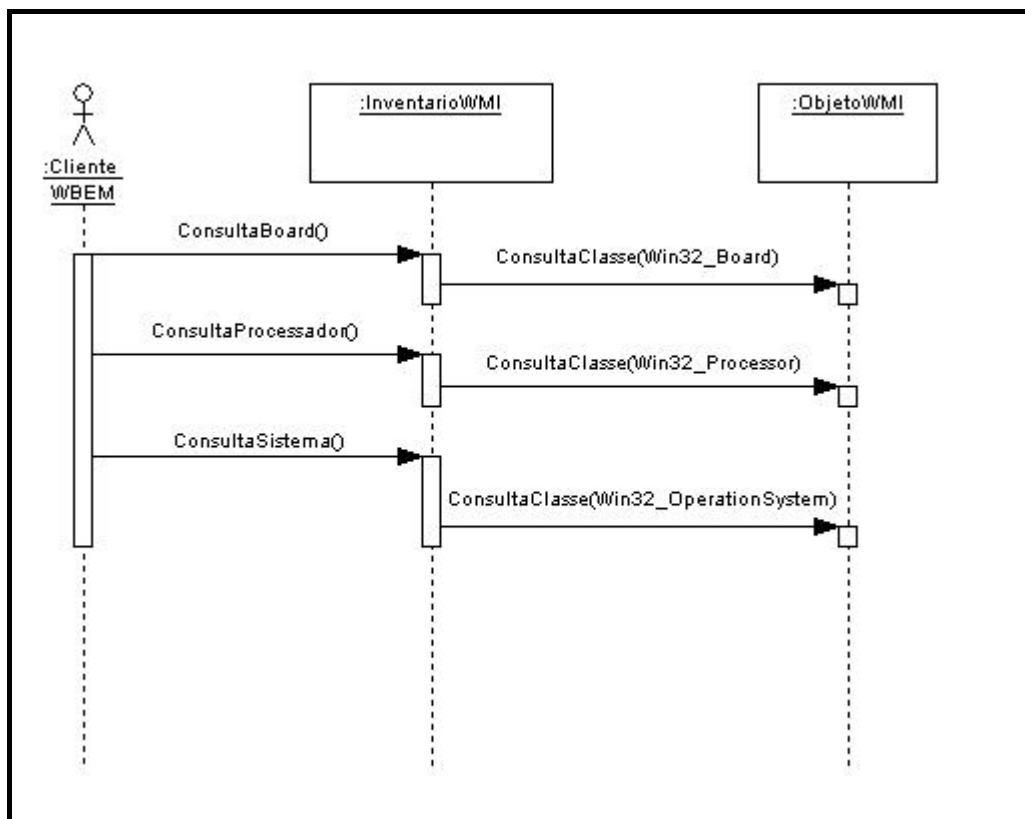 :InventarioWMI
:ObjetoWMI
:Cliente
WBEM
ConsultaBoard()
ConsultaClasse(Win32_Board)
ConsultaProcessador()
ConsultaClasse(Win32_Processor)
ConsultaSistema()
ConsultaClasse(Win32_OperationSystem)